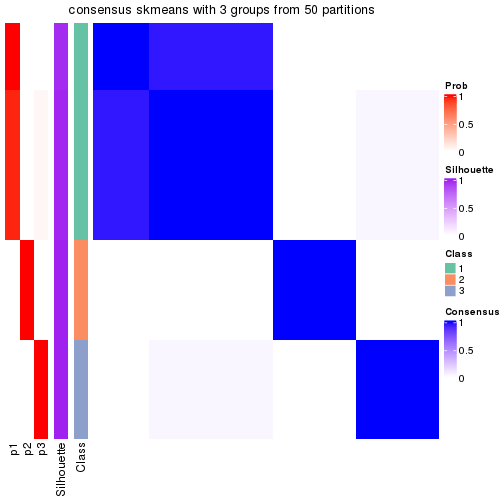 consensus skmeans with 3 groups from 50 partitions
Prob
1
0.5
0
Silhouette
1
0.5
0
Class
1
2
3
Consensus
1
0.5
0
p1
p2
p3
Silhouette
Class